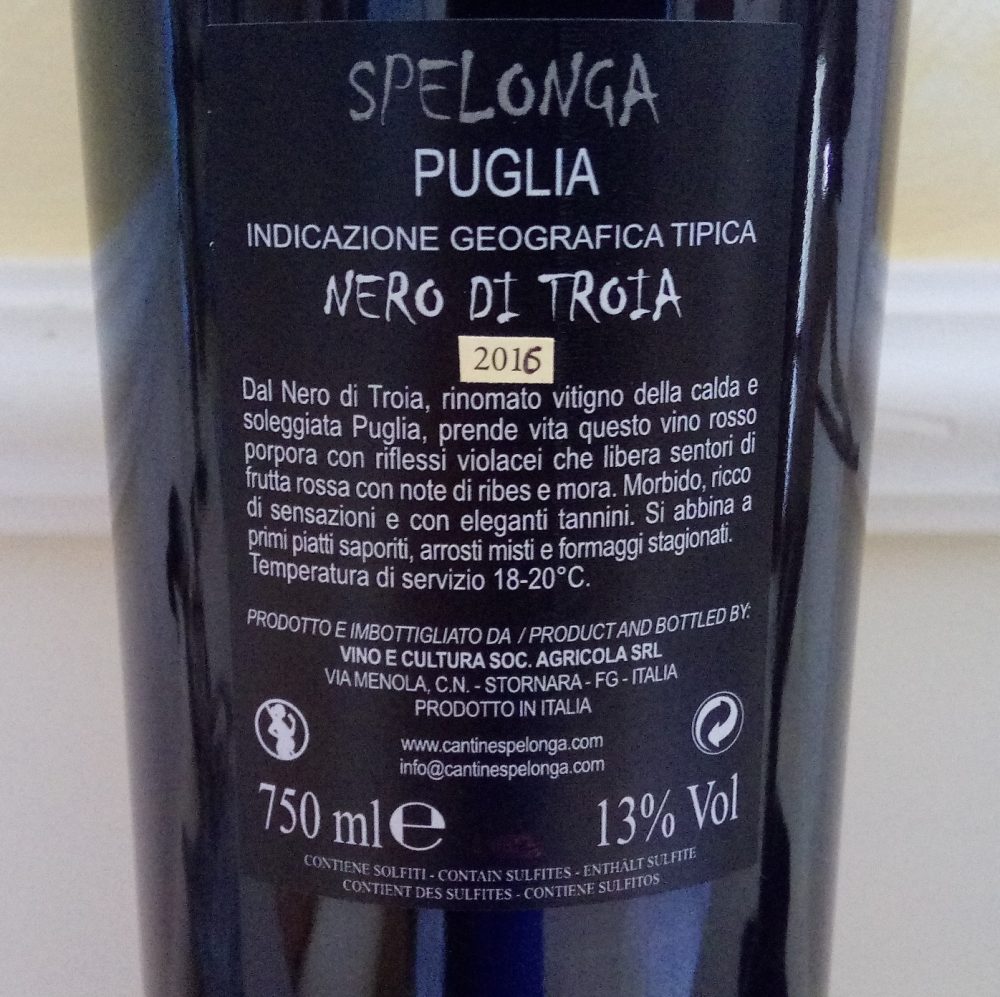 SPELONGA
PUGLIA
INDICAZIONE GEOGRAFICA TIPICA
NERO DI TROIA
2016
Dal Nero di Troia, rinomato vitigno della calda e
soleggiata Puglia, prende vita questo vino rosso
porpora con riflessi violacei che libera sentori di
frutta rossa con note di ribes e mora. Morbido, ricco
di sensazioni e con eleganti tannini. Si abbina a
primi piatti saporiti, arrosti misti e formaggi stagionati.
Temperatura di servizio 18-20°C.
PRODOTTO E IMBOTTIGLIATO DA / PRODUCT AND BOTTLED BY:
VINO E CULTURA SOC. AGRICOLA SRL
VIA MENOLA, C.N. - STORNARA - FG - ITALIA
PRODOTTO IN ITALIA
www.cantinespelonga.com
info@cantinespelonga.com
750 ml e 13% Vol
CONTIENE SOLFITI - CONTAIN SULFITES - ENTHÄLT SULFITE
CONTIENT DES SULFITES - CONTIENE SULFITOS